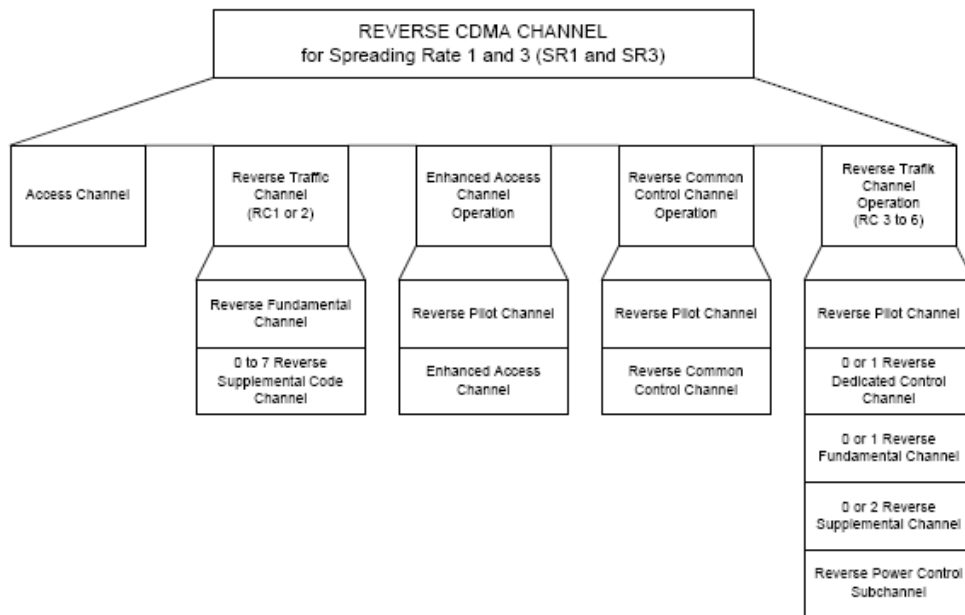 REVERSE CDMA CHANNEL
for Spreading Rate 1 and 3 (SR1 and SR3)
Access Channel
Reverse Traffic
Channel
(RC1 or 2)
Enhanced Access
Channel
Operation
Reverse Common
Control Channel
Operation
Reverse Trafik
Channel
Operation
(RC 3 to 6)
Reverse Fundamental
Channel
0 to 7 Reverse
Supplemental Code
Channel
Reverse Pilot Channel
Enhanced Access
Channel
Reverse Pilot Channel
Reverse Common
Control Channel
Reverse Pilot Channel
0 or 1 Reverse
Dedicated Control
Channel
0 or 1 Reverse
Fundamental Channel
0 or 2 Reverse
Supplemental Channel
Reverse Power Control
Subchannel